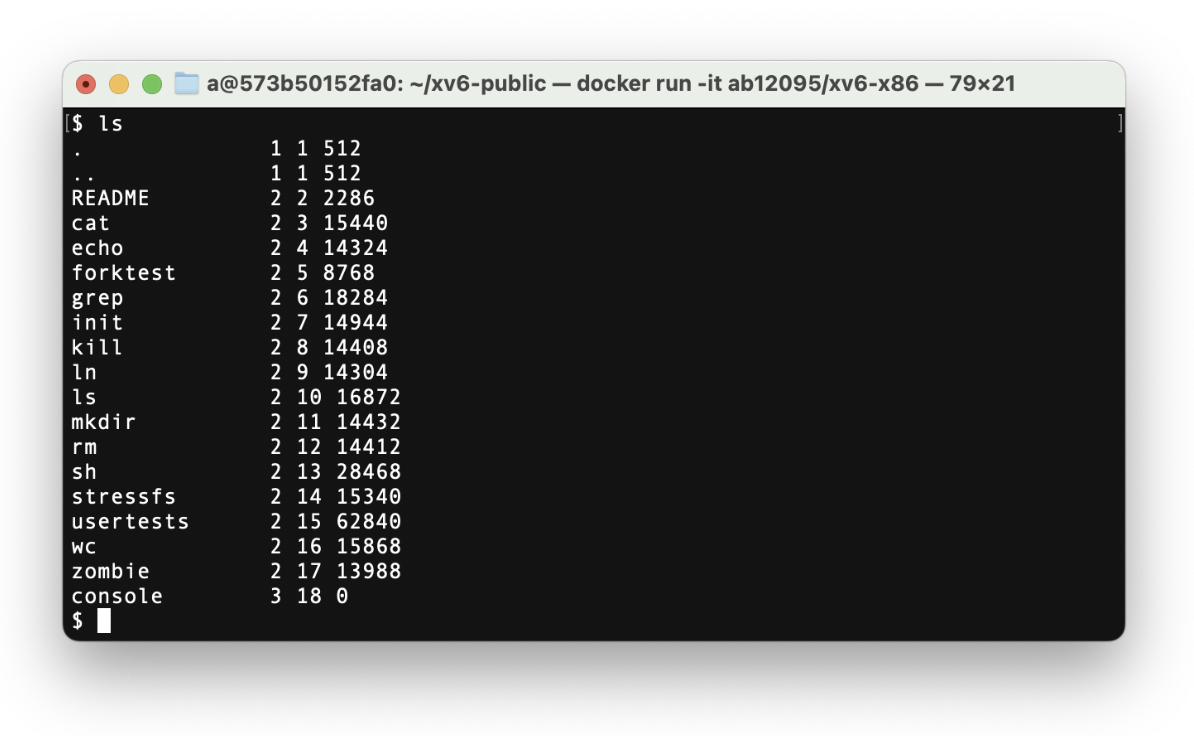 a@573b50152fa0: ~/xv6-public — docker run -it ab12095/xv6-x86 — 79×21
[$ ls ]
. 1 1 512
.. 1 1 512
README 2 2 2286
cat 2 3 15440
echo 2 4 14324
forktest 2 5 8768
grep 2 6 18284
init 2 7 14944
kill 2 8 14408
ln 2 9 14304
ls 2 10 16872
mkdir 2 11 14432
rm 2 12 14412
sh 2 13 28468
stressfs 2 14 15340
usertests 2 15 62840
wc 2 16 15868
zombie 2 17 13988
console 3 18 0
$